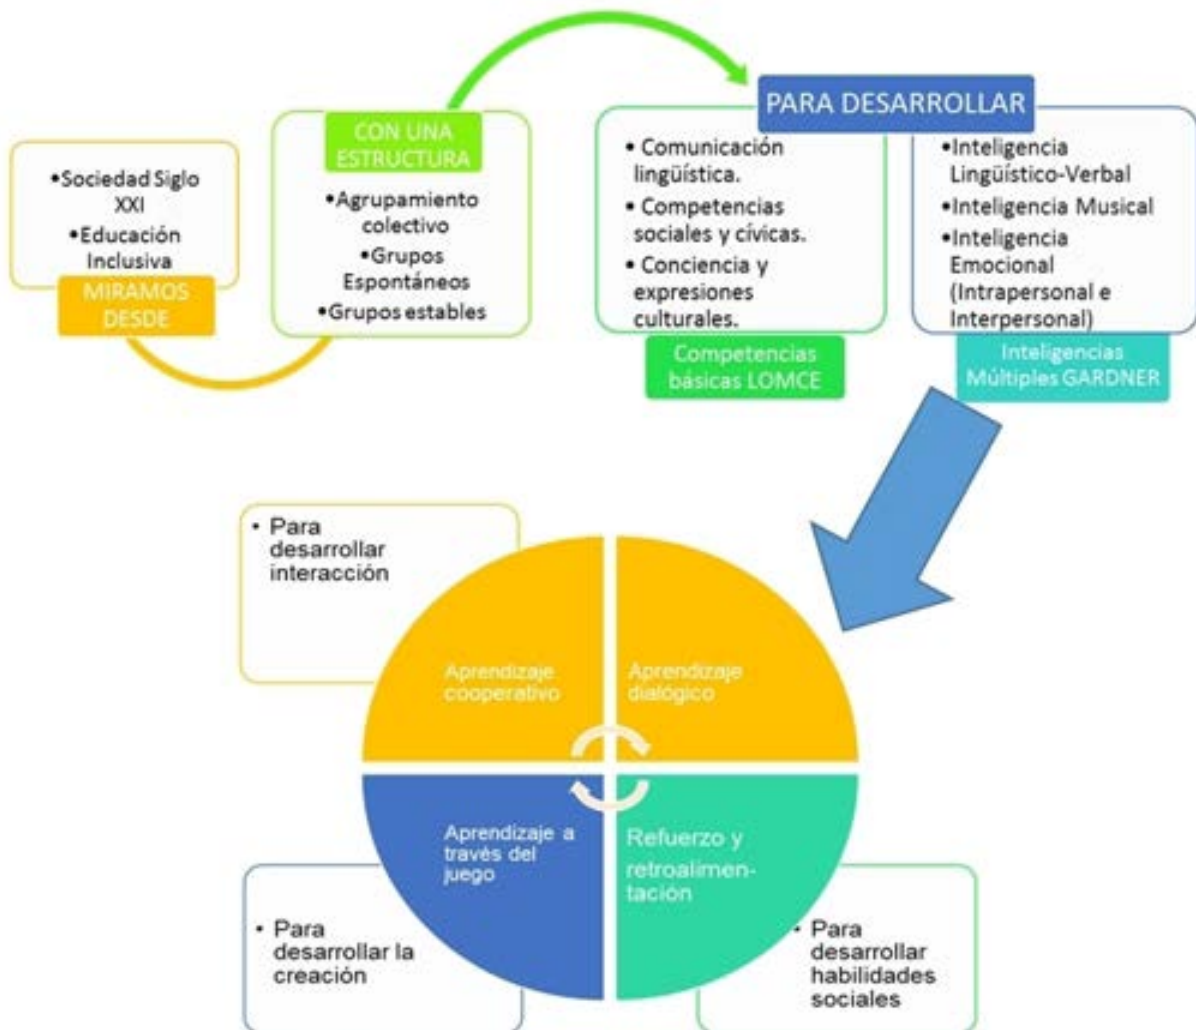 •Sociedad Siglo
XXI
•Educación
Inclusiva
MIRAMOS
DESDE
CON UNA
ESTRUCTURA
•Agrupamiento
colectivo
•Grupos
Espontáneos
•Grupos estables
PARA DESARROLLAR
• Comunicación
lingüística.
• Competencias
sociales y cívicas.
• Conciencia y
expresiones
culturales.
Competencias
básicas LOMCE
•Inteligencia
Lingüístico-Verbal
•Inteligencia Musical
•Inteligencia
Emocional
(Intrapersonal e
Interpersonal)
Inteligencias
Múltiples GARDNER
• Para
desarrollar
interacción
Aprendizaje
cooperativo
Aprendizaje
dialógico
Aprendizaje a
través del
juego
Refuerzo y
retroalimen-
tación
• Para
desarrollar la
creación
• Para
desarrollar
habilidades
sociales